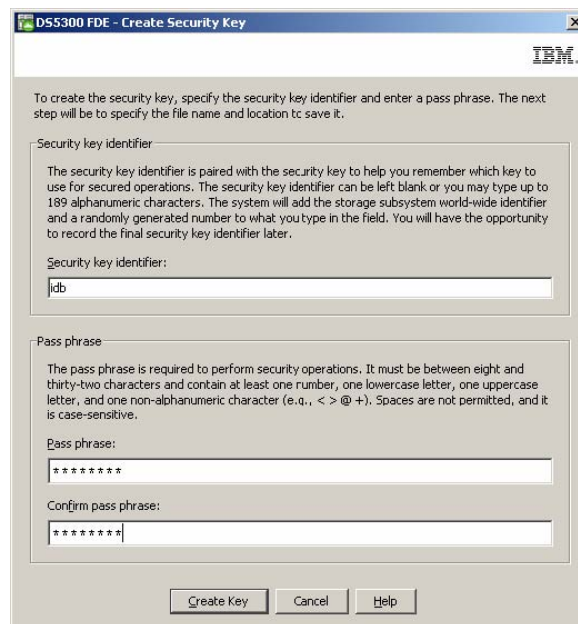 DS5300 FDE - Create Security Key
IBM.
To create the security key, specify the security key identifier and enter a pass phrase. The next
step will be to specify the file name and location to save it.
Security key identifier
The security key identifier is paired with the security key to help you remember which key to
use for secured operations. The security key identifier can be left blank or you may type up to
189 alphanumeric characters. The system will add the storage subsystem world-wide identifier
and a randomly generated number to what you type in the field. You will have the opportunity
to record the final security key identifier later.
Security key identifier:
idb
Pass phrase
The pass phrase is required to perform security operations. It must be between eight and
thirty-two characters and contain at least one number, one lowercase letter, one uppercase
letter, and one non-alphanumeric character (e.g., < > @ +). Spaces are not permitted, and it
is case-sensitive.
Pass phrase:
********
Confirm pass phrase:
********
Create Key Cancel Help